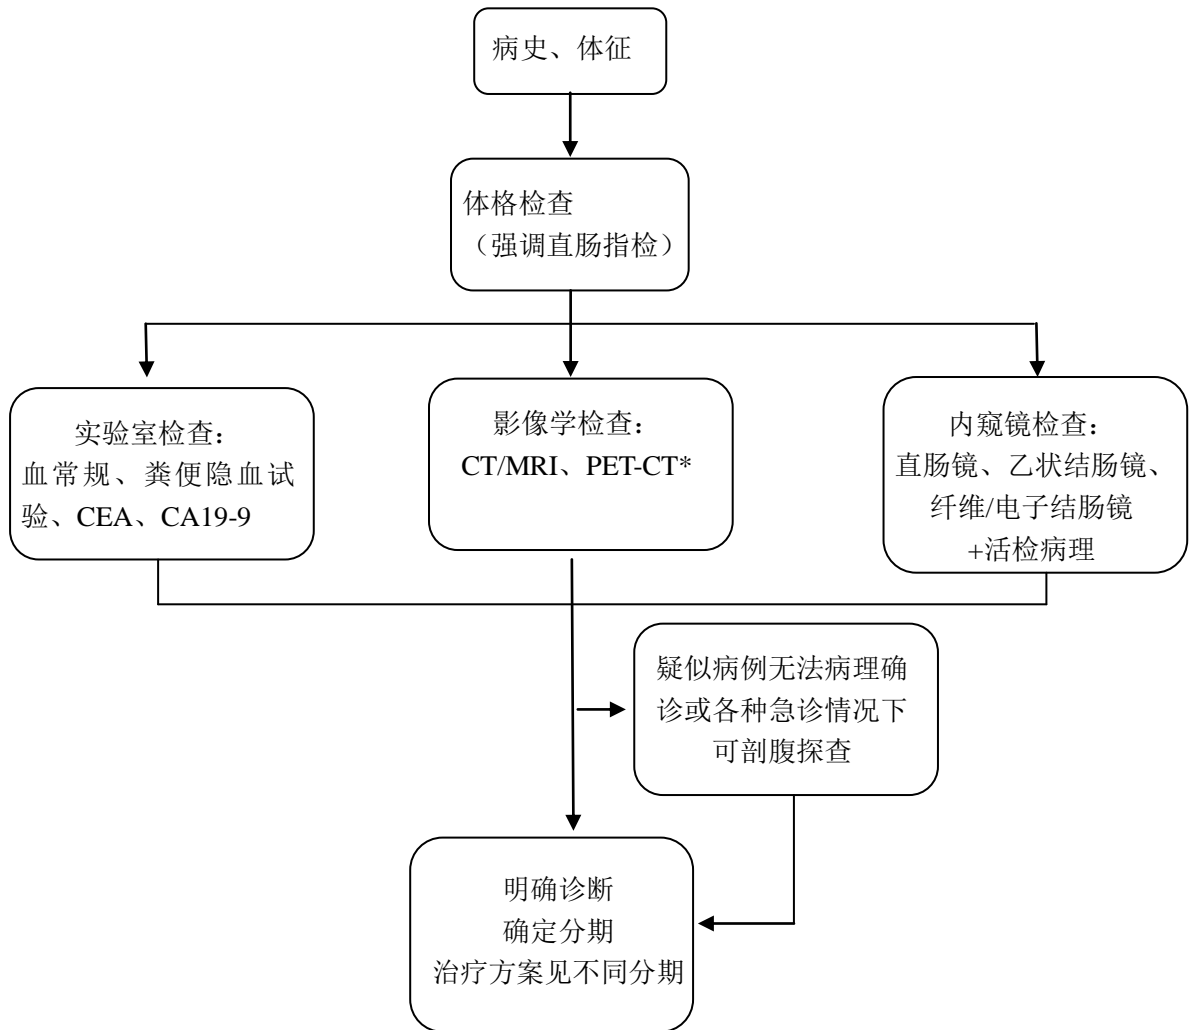 病史、体征
体格检查
（强调直肠指检）
实验室检查：
血常规、粪便隐血试
验、CEA、CA19-9
影像学检查：
CT/MRI、PET-CT*
内窥镜检查：
直肠镜、乙状结肠镜、
纤维/电子结肠镜
+活检病理
疑似病例无法病理确
诊或各种急诊情况下
可剖腹探查
明确诊断
确定分期
治疗方案见不同分期